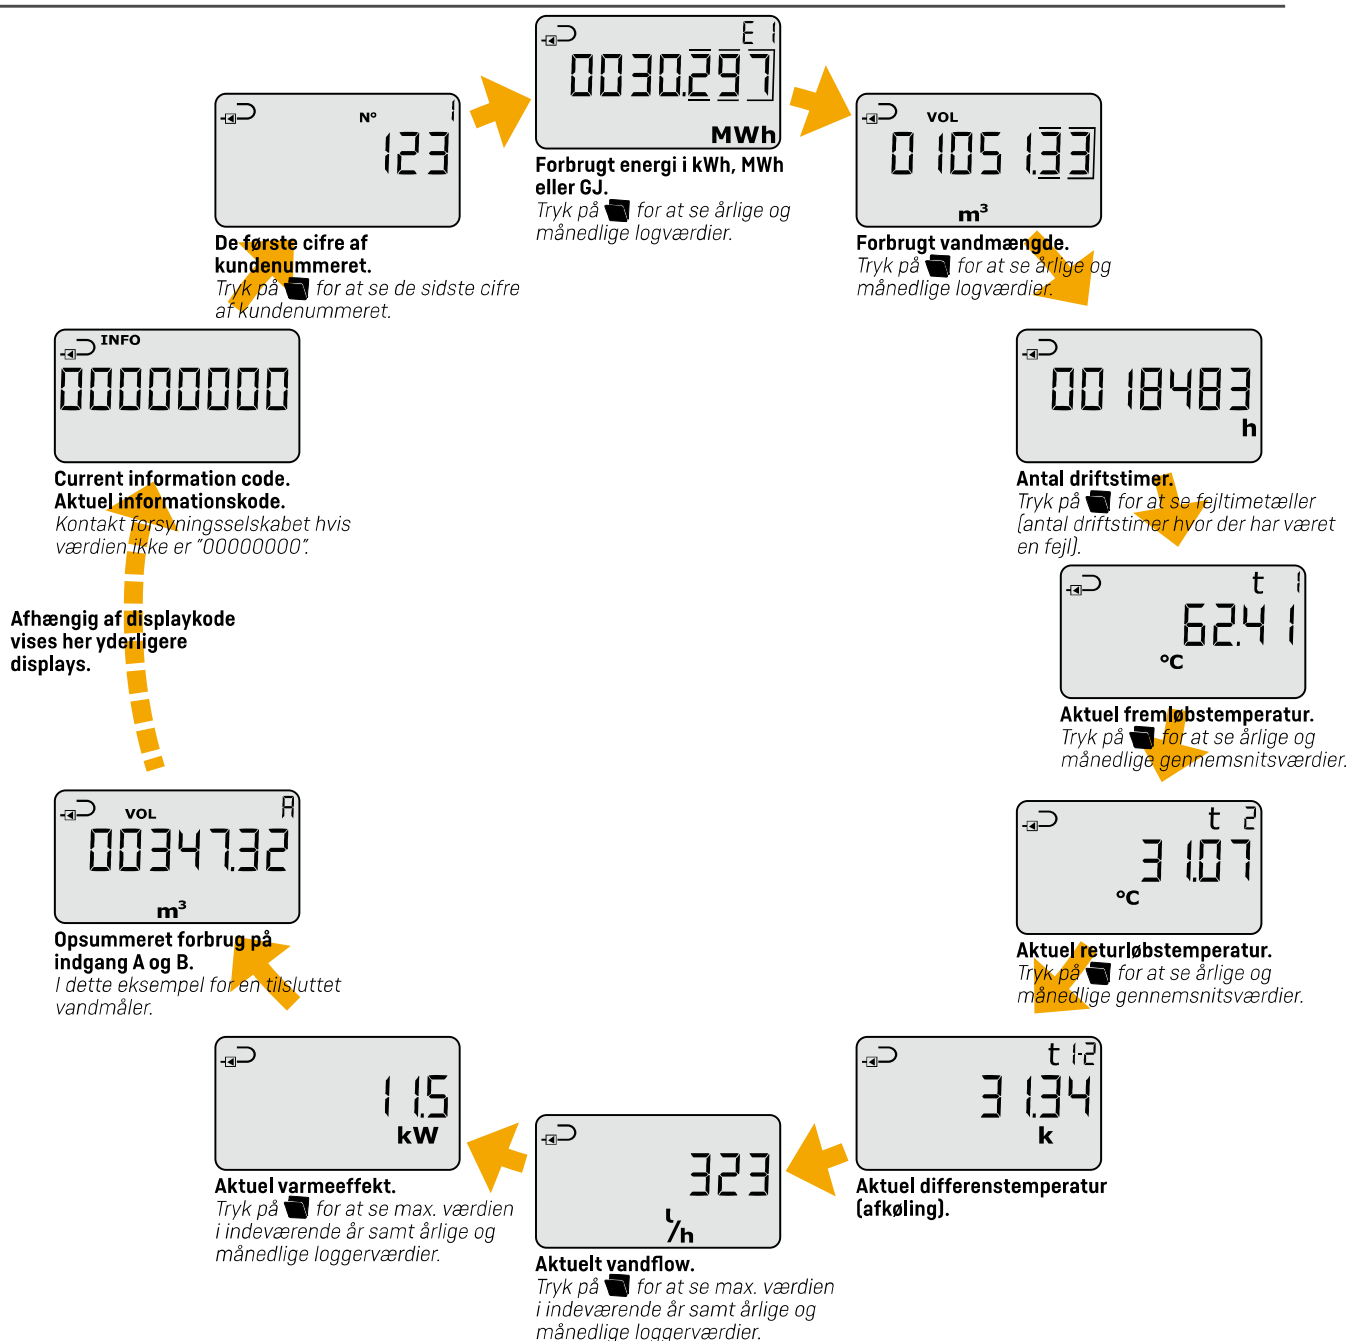 E 1
0030.297
MWh
Forbrugt energi i kWh, MWh
eller GJ.
Tryk på for at se årlige og
månedlige logværdier.
VOL
01051.33
m³
Forbrugt vandmængde.
Tryk på for at se årlige og
månedlige logværdier.
0018483
h
Antal driftstimer.
Tryk på for at se fejltimetæller
(antal driftstimer hvor der har været
en fejl).
t 1
62.41
°C
Aktuel fremløbstemperatur.
Tryk på for at se årlige og
månedlige gennemsnitsværdier.
t 2
31.07
°C
Aktuel returløbstemperatur.
Tryk på for at se årlige og
månedlige gennemsnitsværdier.
t 1-2
31.34
k
Aktuel differenstemperatur
(afkøling).
323
l/h
Aktuelt vandflow.
Tryk på for at se max. værdien
i indeværende år samt årlige og
månedlige loggerværdier.
11.5
kW
Aktuel varmeeffekt.
Tryk på for at se max. værdien
i indeværende år samt årlige og
månedlige loggerværdier.
A
VOL
00347.32
m³
Opsummeret forbrug på
indgang A og B.
I dette eksempel for en tilsluttet
vandmåler.
Afhængig af displaykode
vises her yderligere
displays.
INFO
00000000
Current information code.
Aktuel informationskode.
Kontakt forsyningsselskabet hvis
værdien ikke er "00000000".
1
N°
123
De første cifre af
kundenummeret.
Tryk på for at se de sidste cifre
af kundenummeret.